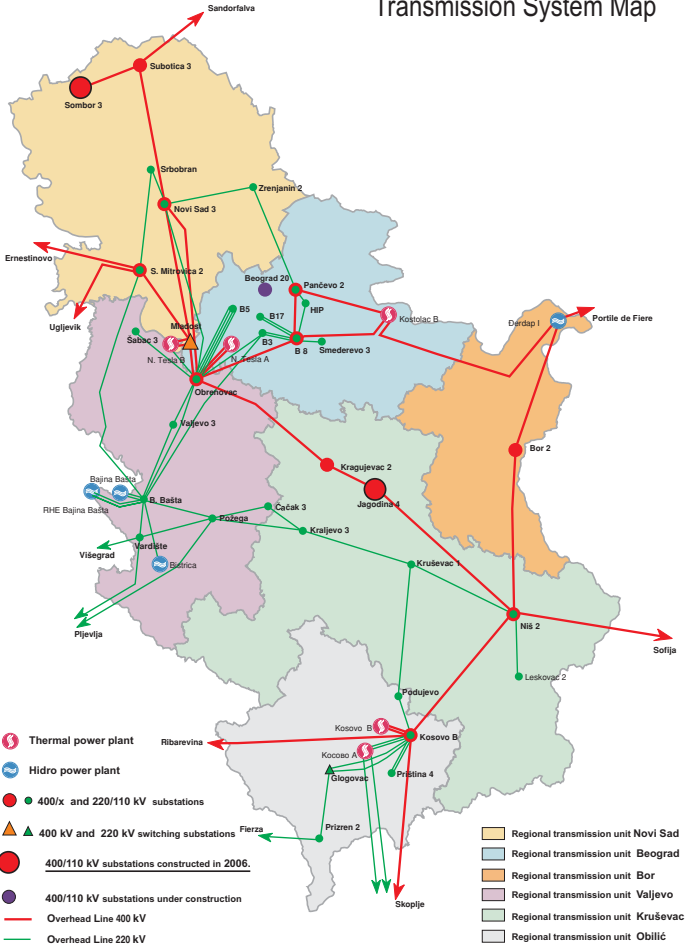 Transmission System Map
Sandorfalva
Subotica 3
Sombor 3
Srbobran
Zrenjanin 2
Novi Sad 3
Ernestinovo
S. Mitrovica 2
Beograd 20
Pančevo 2
HIP
B5
B17
Kostolac B
Đerdap I
Portile de Fiere
Ugljevik
Mladost
Šabac 3
N. Tesla B
N. Tesla A
B3
B 8
Smederevo 3
Obrenovac
Valjevo 3
Kragujevac 2
Bor 2
Bajina Bašta
Jagodina 4
RHE Bajina Bašta
B. Bašta
Čačak 3
Požega
Kraljevo 3
Vardište
Višegrad
Bistrica
Kruševac 1
Pljevlja
Niš 2
Sofija
Leskovac 2
Podujevo
Kosovo B
Kosovo B
Ribarevina
Косово A
Priština 4
Glogovac
Prizren 2
Fierza
Skoplje
Thermal power plant
Hidro power plant
400/x and 220/110 kV substations
400 kV and 220 kV switching substations
400/110 kV substations constructed in 2006.
400/110 kV substations under construction
Overhead Line 400 kV
Overhead Line 220 kV
Regional transmission unit Novi Sad
Regional transmission unit Beograd
Regional transmission unit Bor
Regional transmission unit Valjevo
Regional transmission unit Kruševac
Regional transmission unit Obilić